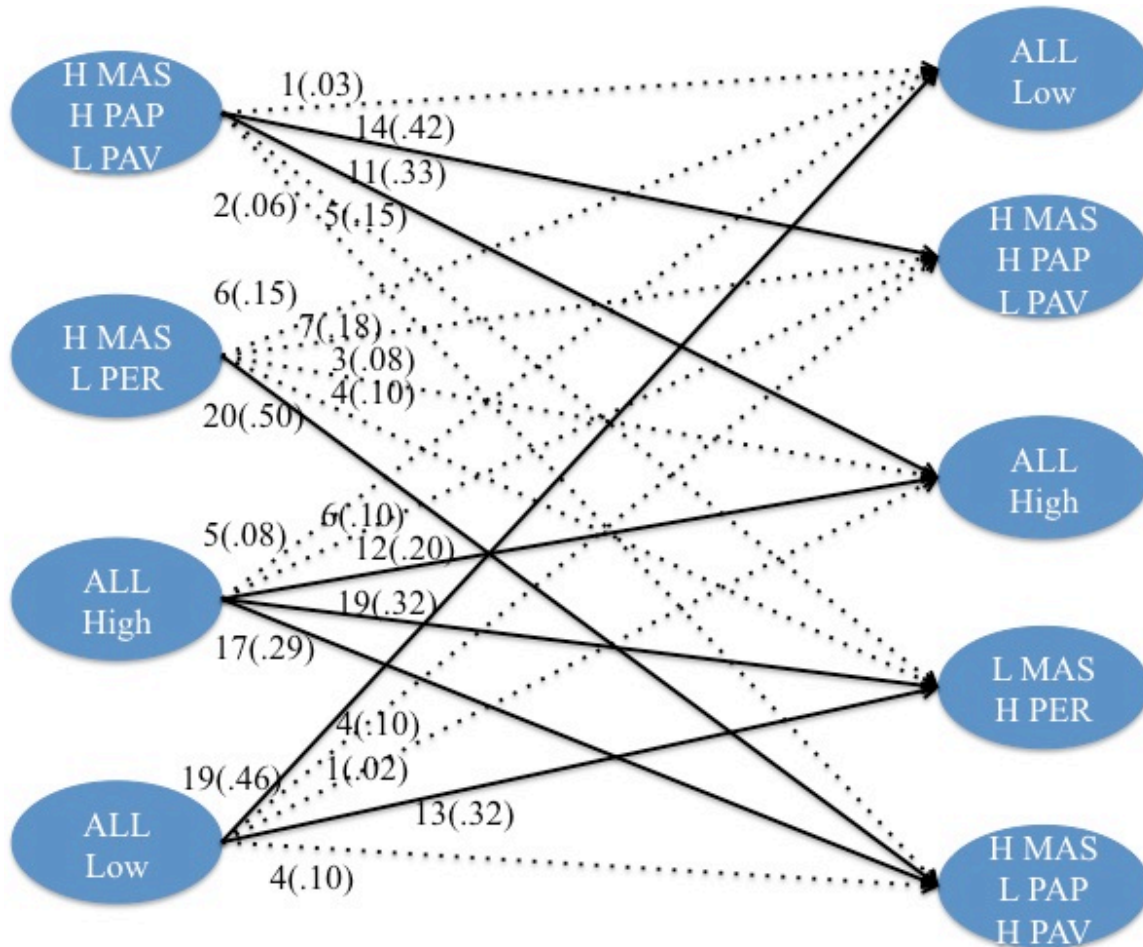 H MAS
H PAP
L PAV
1(.03)
14(.42)
11(.33)
2(.06)
5(.15)
H MAS
L PER
6(.15)
7(.18)
3(.08)
4(.10)
20(.50)
ALL
High
5(.08)
6(.10)
12(.20)
19(.32)
17(.29)
ALL
Low
19(.46)
4(.10)
1(.02)
13(.32)
4(.10)
ALL
Low
H MAS
H PAP
L PAV
ALL
High
L MAS
H PER
H MAS
L PAP
H PAV